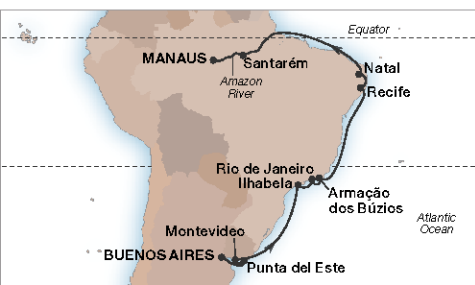 Equator
MANAUS
Santarém
Amazon
River
Natal
Recife
Rio de Janeiro
Ilhabela
Armação
dos Búzios
Atlantic
Ocean
Montevideo
BUENOS AIRES
Punta del Este